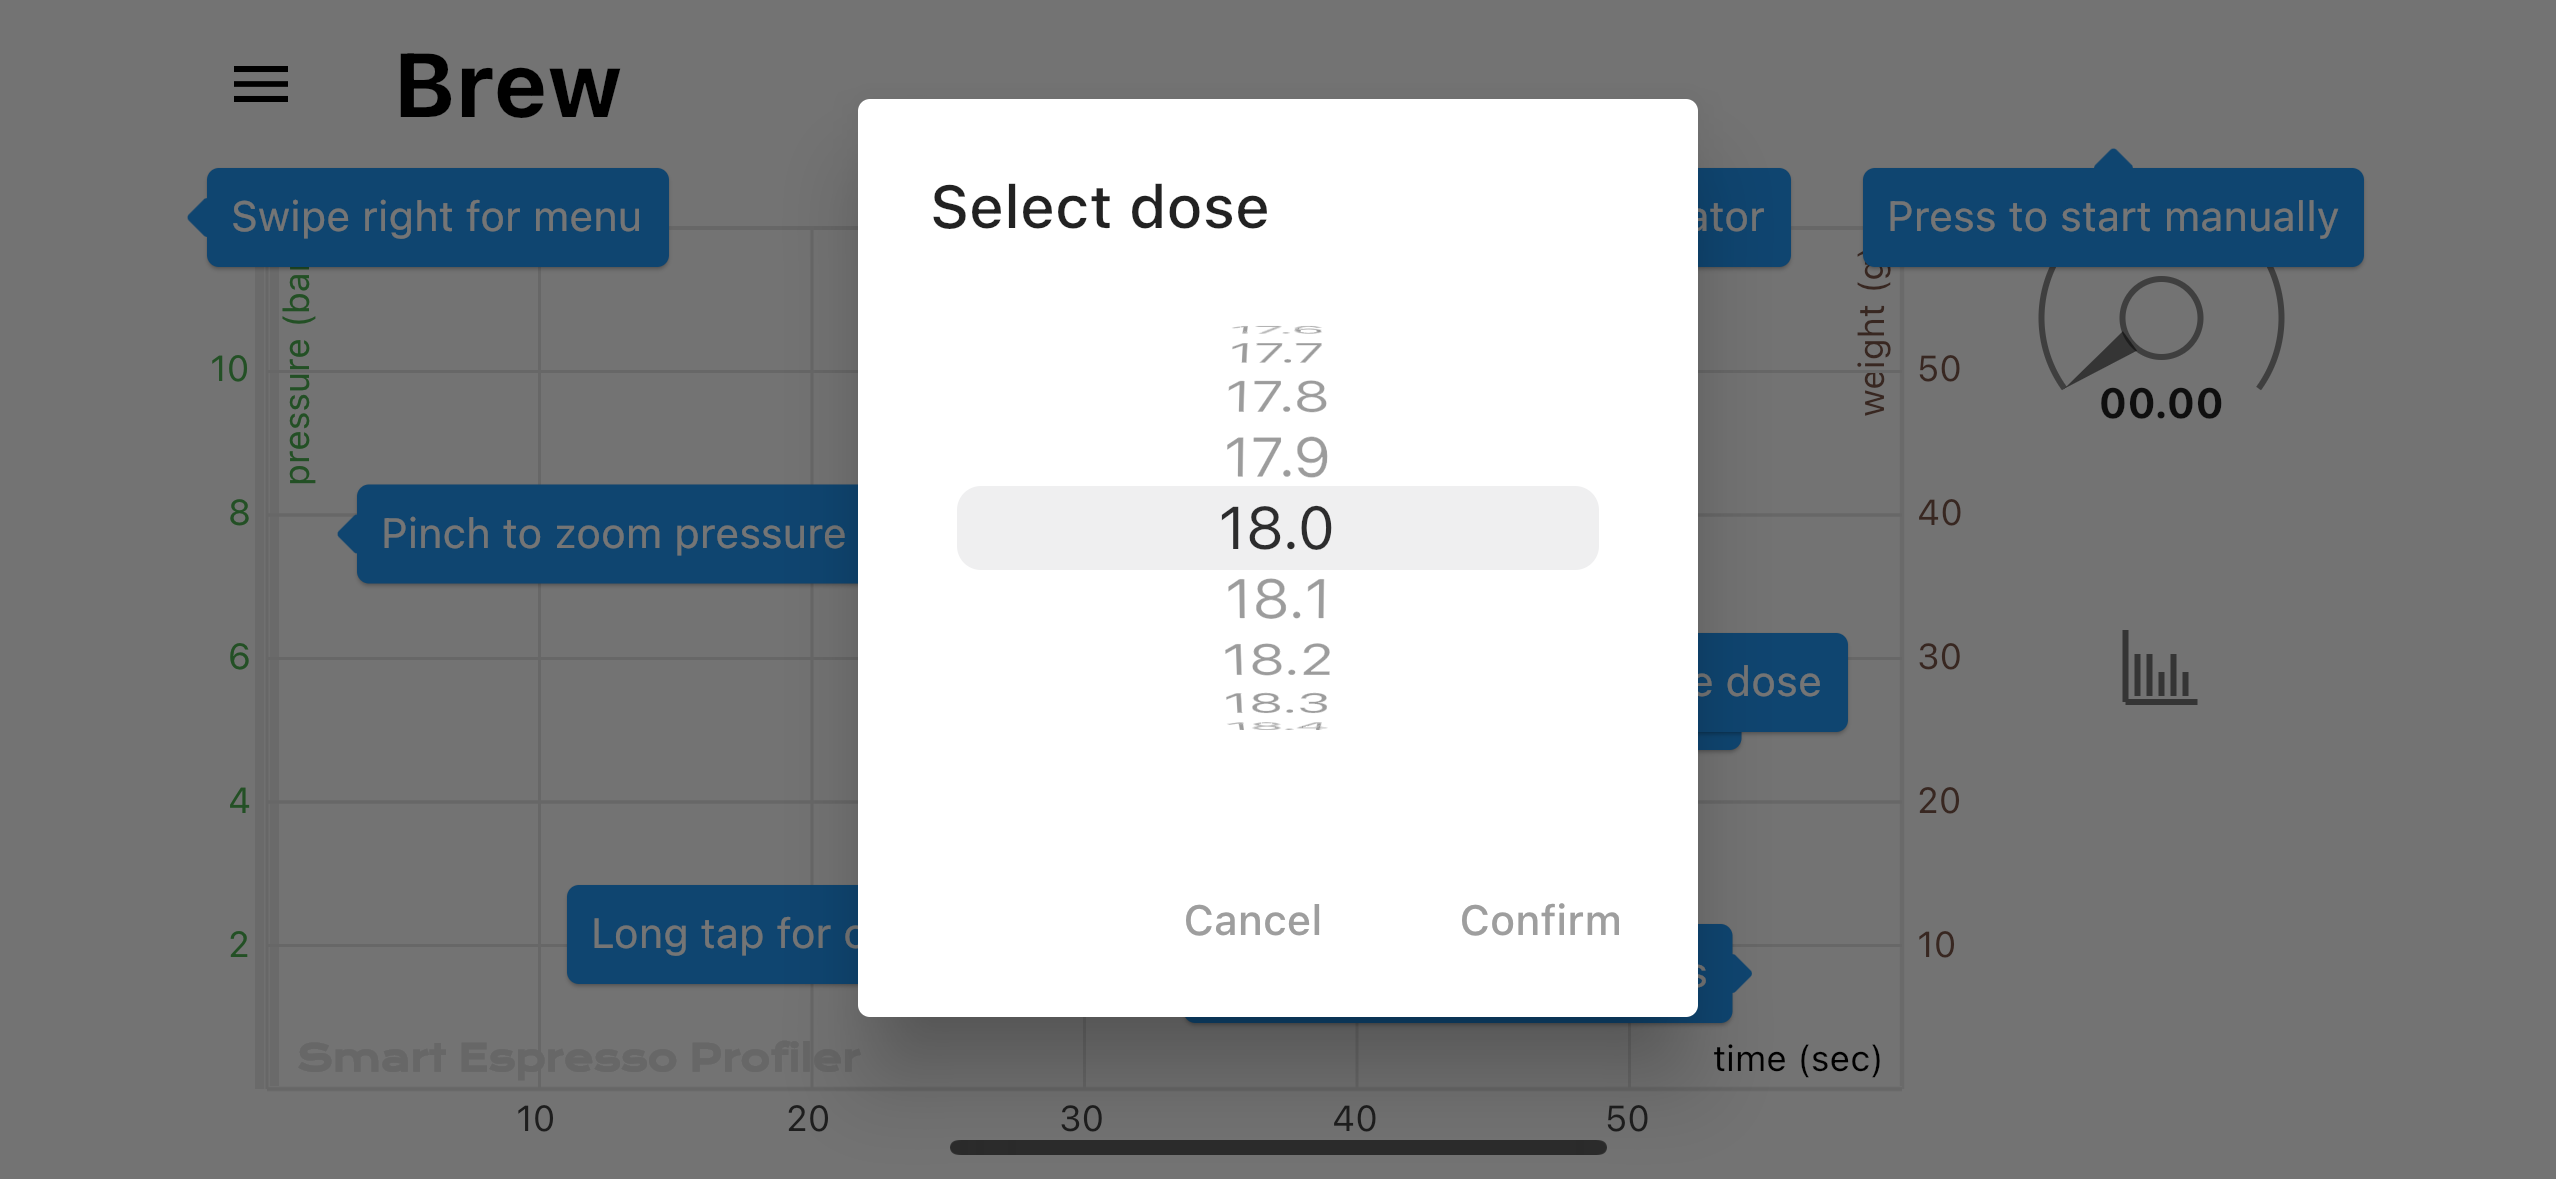 Brew
Swipe right for menu
ator
Press to start manually
Select dose
pressure (ba
weight (g
17.6
17.7
17.8
17.9
18.0
18.1
18.2
18.3
18.4
10
8
6
4
2
50
40
30
20
10
00.00
Pinch to zoom pressure
e dose
Long tap for
s
Cancel
Confirm
Smart Espresso Profiler
time (sec)
10
20
30
40
50